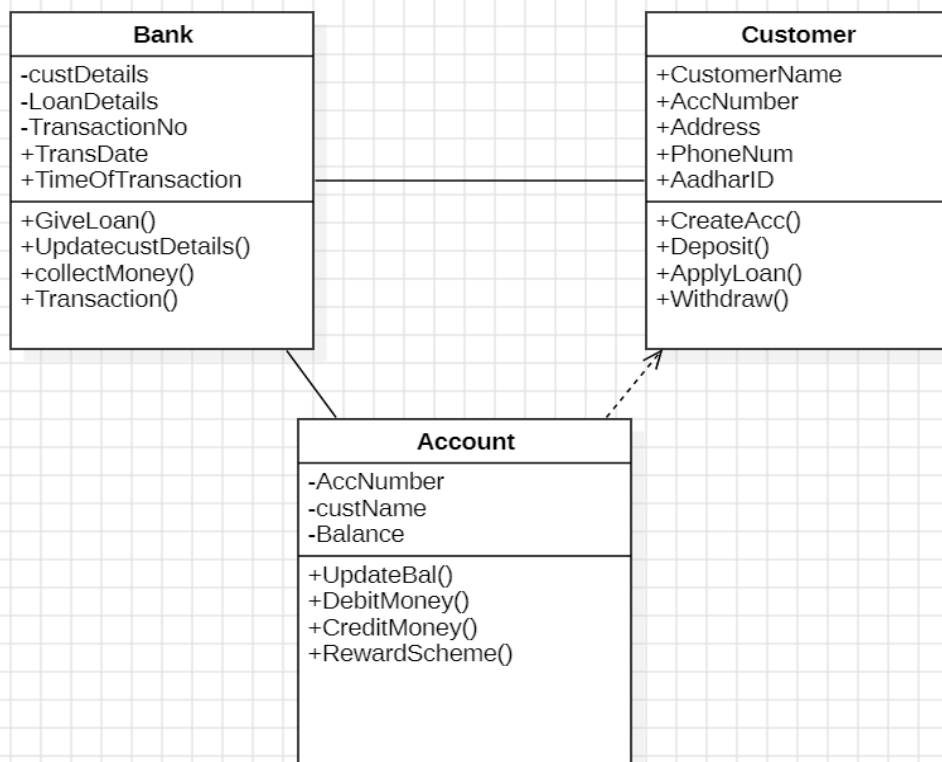 Bank
-custDetails
-LoanDetails
-TransactionNo
+TransDate
+TimeOfTransaction
+GiveLoan()
+UpdatecustDetails()
+collectMoney()
+Transaction()
Customer
+CustomerName
+AccNumber
+Address
+PhoneNum
+AadharID
+CreateAcc()
+Deposit()
+ApplyLoan()
+Withdraw()
Account
-AccNumber
-custName
-Balance
+UpdateBal()
+DebitMoney()
+CreditMoney()
+RewardScheme()